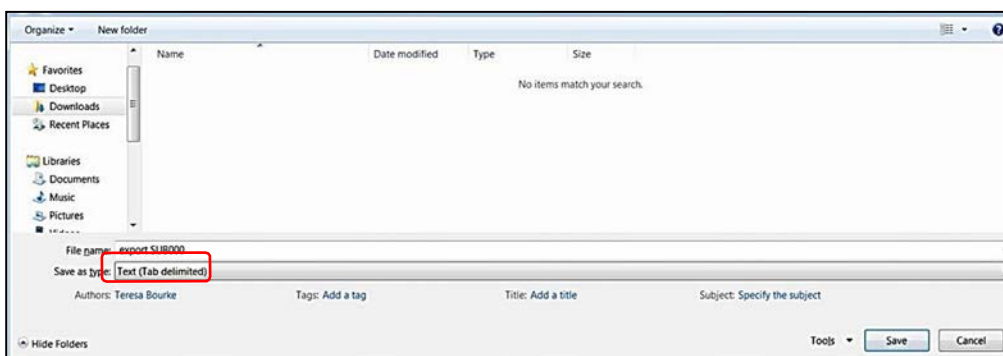 Organize New folder
Name Date modified Type Size
No items match your search.
Favorites
Desktop
Downloads
Recent Places
Libraries
Documents
Music
Pictures
File name: export SUB000
Save as type: Text (Tab delimited)
Authors: Teresa Bourke Tags: Add a tag Title: Add a title Subject: Specify the subject
Hide Folders Tools Save Cancel